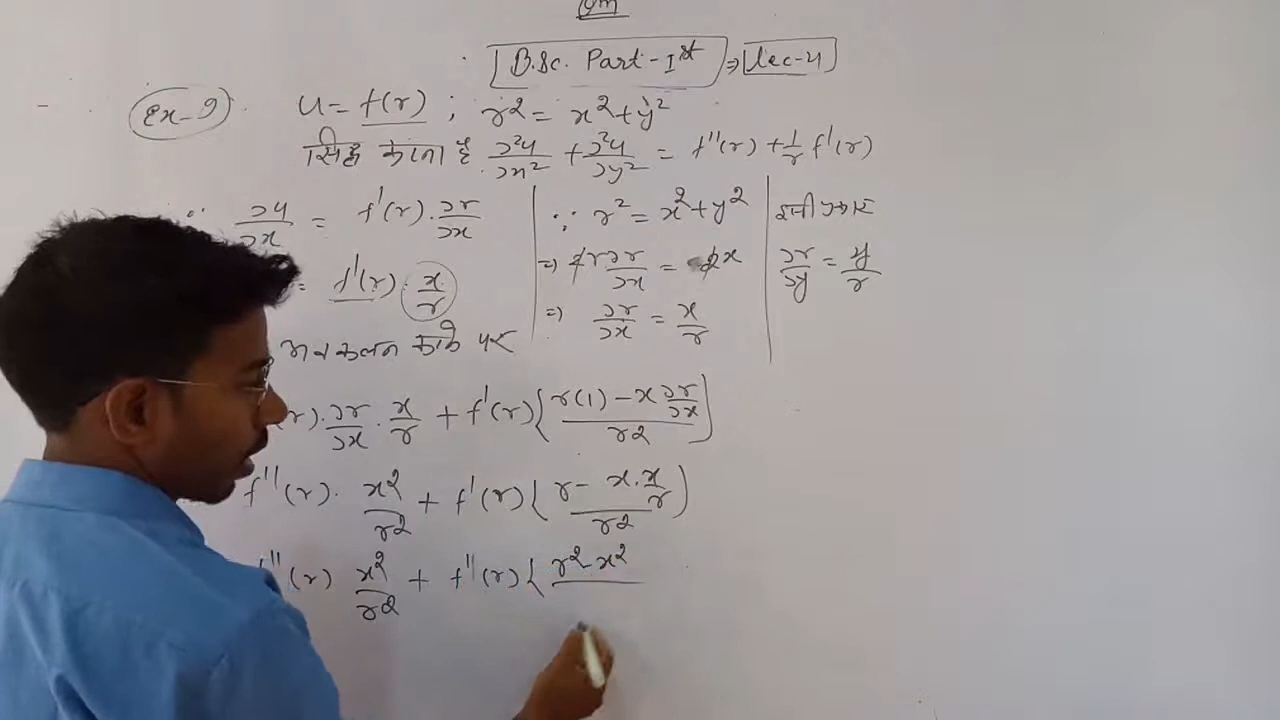 B.Sc. Part-Iˢᵗ ⇒ Lec-4
Ex-9 u = f(r) ; r² = x²+y²
सिद्ध करना है ∂²u/∂x² + ∂²u/∂y² = f''(r) + 1/r f'(r)
∵ ∂u/∂x = f'(r)·∂r/∂x
= f'(r)·x/r
∵ r² = x²+y²
⇒ 2r∂r/∂x = 2x
⇒ ∂r/∂x = x/r
इसी प्रकार
∂r/∂y = y/r
अवकलन करने पर
(r)·∂r/∂x·x/r + f'(r){r(1) - x ∂r/∂x / r²}
f''(r)· x²/r² + f'(r)(r - x·x/r / r²)
f''(r) x²/r² + f''(r){r²-x²